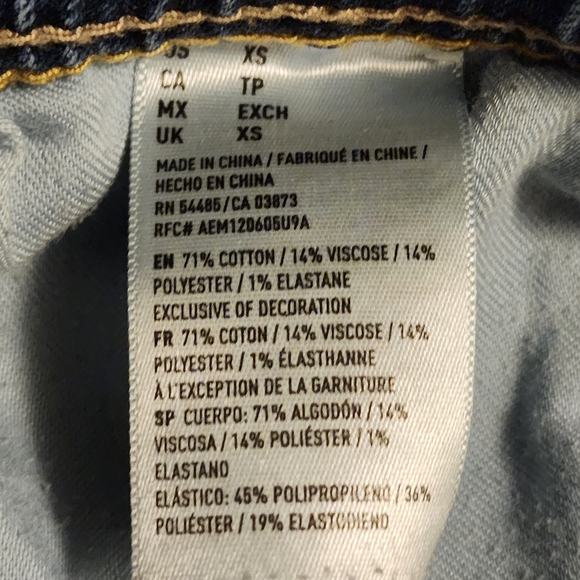 US XS
CA TP
MX EXCH
UK XS
MADE IN CHINA / FABRIQUÉ EN CHINE /
HECHO EN CHINA
RN 54485/CA 03873
RFC# AEM120605U9A
EN 71% COTTON / 14% VISCOSE / 14%
POLYESTER / 1% ELASTANE
EXCLUSIVE OF DECORATION
FR 71% COTON / 14% VISCOSE / 14%
POLYESTER / 1% ÉLASTHANNE
À L'EXCEPTION DE LA GARNITURE
SP CUERPO: 71% ALGODÓN / 14%
VISCOSA / 14% POLIÉSTER / 1%
ELASTANO
ELÁSTICO: 45% POLIPROPILENO / 36%
POLIÉSTER / 19% ELASTODIENO